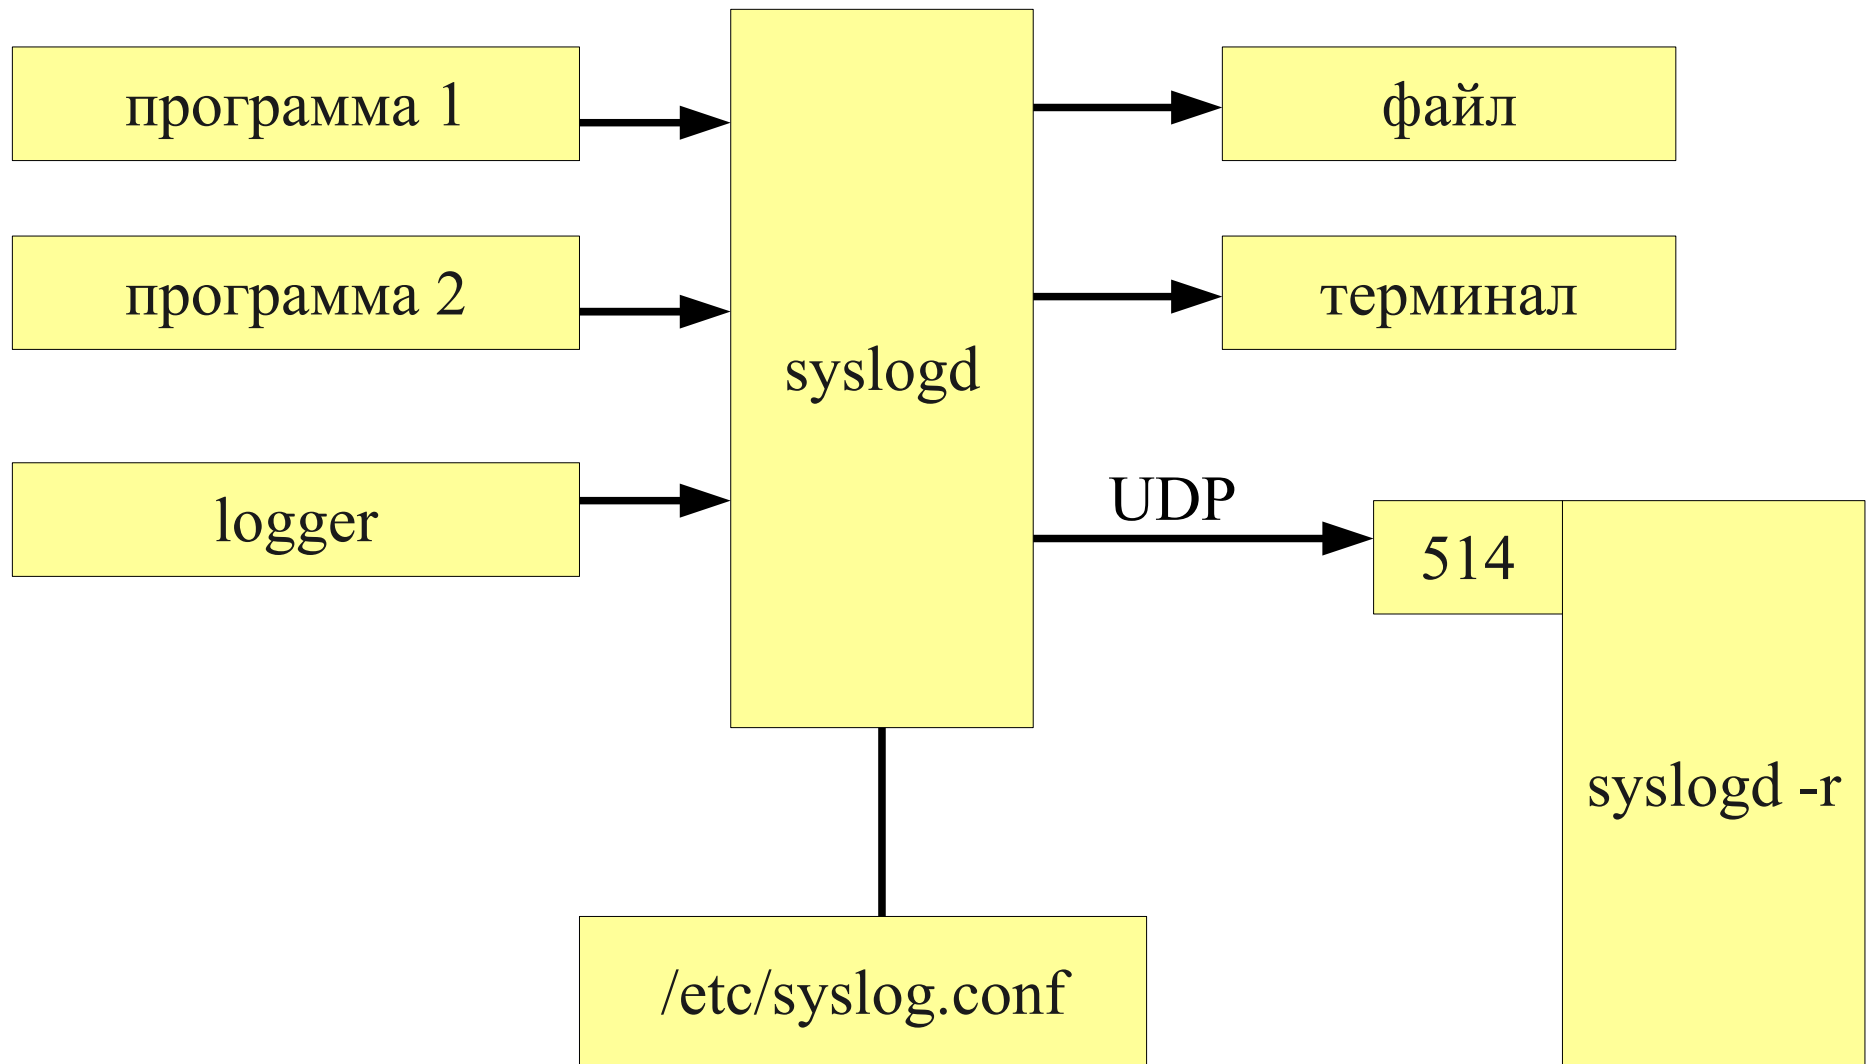 программа 1
программа 2
logger
syslogd
файл
терминал
UDP
514
syslogd -r
/etc/syslog.conf